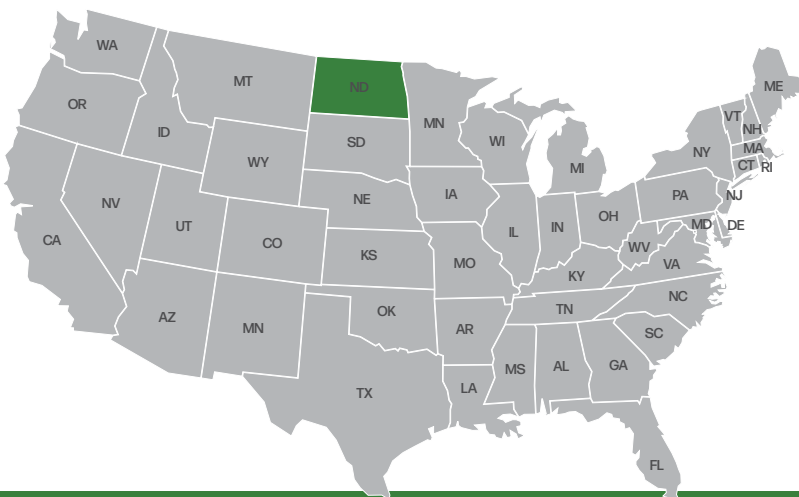 WA
MT
ND
ME
OR
ID
MN
VT
NH
SD
WI
MA
NY
WY
MI
CT
RI
NV
NE
IA
PA
NJ
UT
OH
MD
DE
CA
CO
IL
IN
WV
KS
MO
VA
KY
NC
AZ
MN
OK
AR
TN
SC
TX
LA
MS
AL
GA
FL